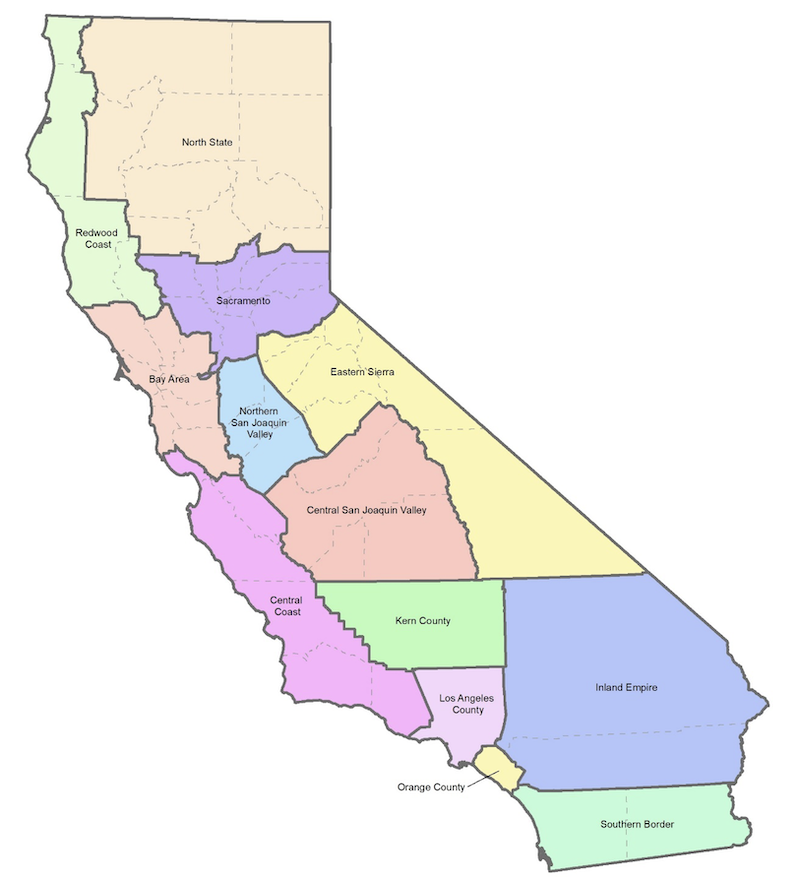 North State
Redwood
Coast
Sacramento
Eastern Sierra
Bay Area
Northern
San Joaquin
Valley
Central San Joaquin Valley
Central
Coast
Kern County
Inland Empire
Los Angeles
County
Orange County
Southern Border